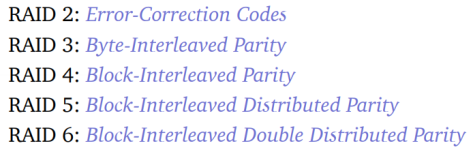 RAID 2: Error-Correction Codes
RAID 3: Byte-Interleaved Parity
RAID 4: Block-Interleaved Parity
RAID 5: Block-Interleaved Distributed Parity
RAID 6: Block-Interleaved Double Distributed Parity